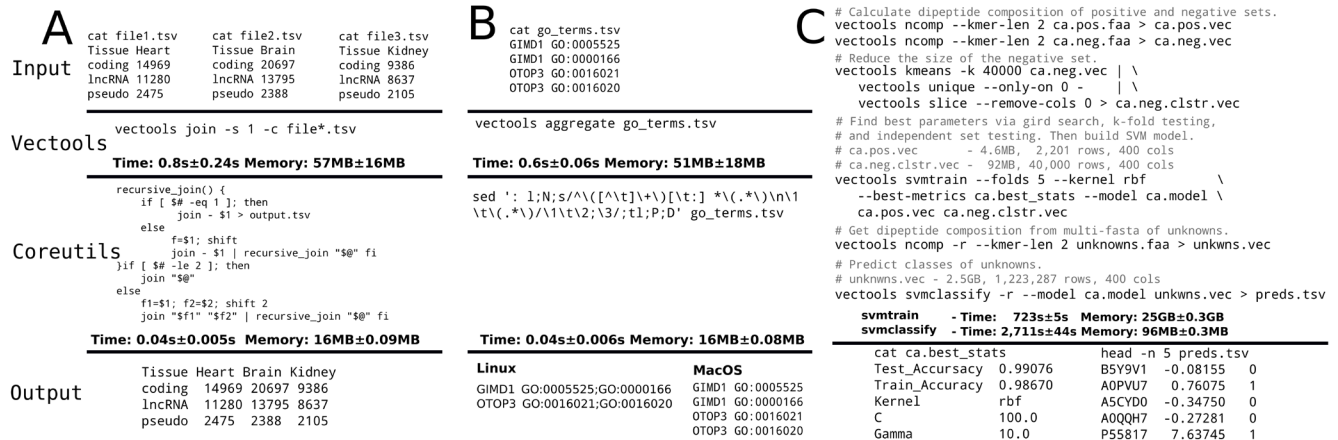 A
Input
cat file1.tsv cat file2.tsv cat file3.tsv
Tissue Heart Tissue Brain Tissue Kidney
coding 14969 coding 20697 coding 9386
lncRNA 11280 lncRNA 13795 lncRNA 8637
pseudo 2475 pseudo 2388 pseudo 2105
Vectools
vectools join -s 1 -c file*.tsv
Time: 0.8s±0.24s Memory: 57MB±16MB
Coreutils
recursive_join() {
if [ $# -eq 1 ]; then
join - $1 > output.tsv
else
f=$1; shift
join - $1 | recursive_join "$@" fi
}if [ $# -le 2 ]; then
join "$@"
else
f1=$1; f2=$2; shift 2
join "$f1" "$f2" | recursive_join "$@" fi
Time: 0.04s±0.005s Memory: 16MB±0.09MB
Output
Tissue Heart Brain Kidney
coding 14969 20697 9386
lncRNA 11280 13795 8637
pseudo 2475 2388 2105
B
cat go_terms.tsv
GIMD1 GO:0005525
GIMD1 GO:0000166
OTOP3 GO:0016021
OTOP3 GO:0016020
vectools aggregate go_terms.tsv
Time: 0.6s±0.06s Memory: 51MB±18MB
sed ': l;N;s/^\([^\t]\+\)[\t:] *\(.*\)\n\1
\t\(.*\)/\1\t\2;\3/;tl;P;D' go_terms.tsv
Time: 0.04s±0.006s Memory: 16MB±0.08MB
Linux
GIMD1 GO:0005525;GO:0000166
OTOP3 GO:0016021;GO:0016020
MacOS
GIMD1 GO:0005525
GIMD1 GO:0000166
OTOP3 GO:0016021
OTOP3 GO:0016020
C
# Calculate dipeptide composition of positive and negative sets.
vectools ncomp --kmer-len 2 ca.pos.faa > ca.pos.vec
vectools ncomp --kmer-len 2 ca.neg.faa > ca.neg.vec
# Reduce the size of the negative set.
vectools kmeans -k 40000 ca.neg.vec | \
vectools unique --only-on 0 - | \
vectools slice --remove-cols 0 > ca.neg.clstr.vec
# Find best parameters via gird search, k-fold testing,
# and independent set testing. Then build SVM model.
# ca.pos.vec - 4.6MB, 2,201 rows, 400 cols
# ca.neg.clstr.vec - 92MB, 40,000 rows, 400 cols
vectools svmtrain --folds 5 --kernel rbf \
--best-metrics ca.best_stats --model ca.model \
ca.pos.vec ca.neg.clstr.vec
# Get dipeptide composition from multi-fasta of unknowns.
vectools ncomp -r --kmer-len 2 unknowns.faa > unkwns.vec
# Predict classes of unknowns.
# unknwns.vec - 2.5GB, 1,223,287 rows, 400 cols
vectools svmclassify -r --model ca.model unkwns.vec > preds.tsv
svmtrain - Time: 723s±5s Memory: 25GB±0.3GB
svmclassify - Time: 2,711s±44s Memory: 96MB±0.3MB
cat ca.best_stats
Test_Accursacy 0.99076
Train_Accuracy 0.98670
Kernel rbf
C 100.0
Gamma 10.0
head -n 5 preds.tsv
B5Y9V1 -0.08155 0
A0PVU7 0.76075 1
A5CYD0 -0.34750 0
A0QQH7 -0.27281 0
P55817 7.63745 1